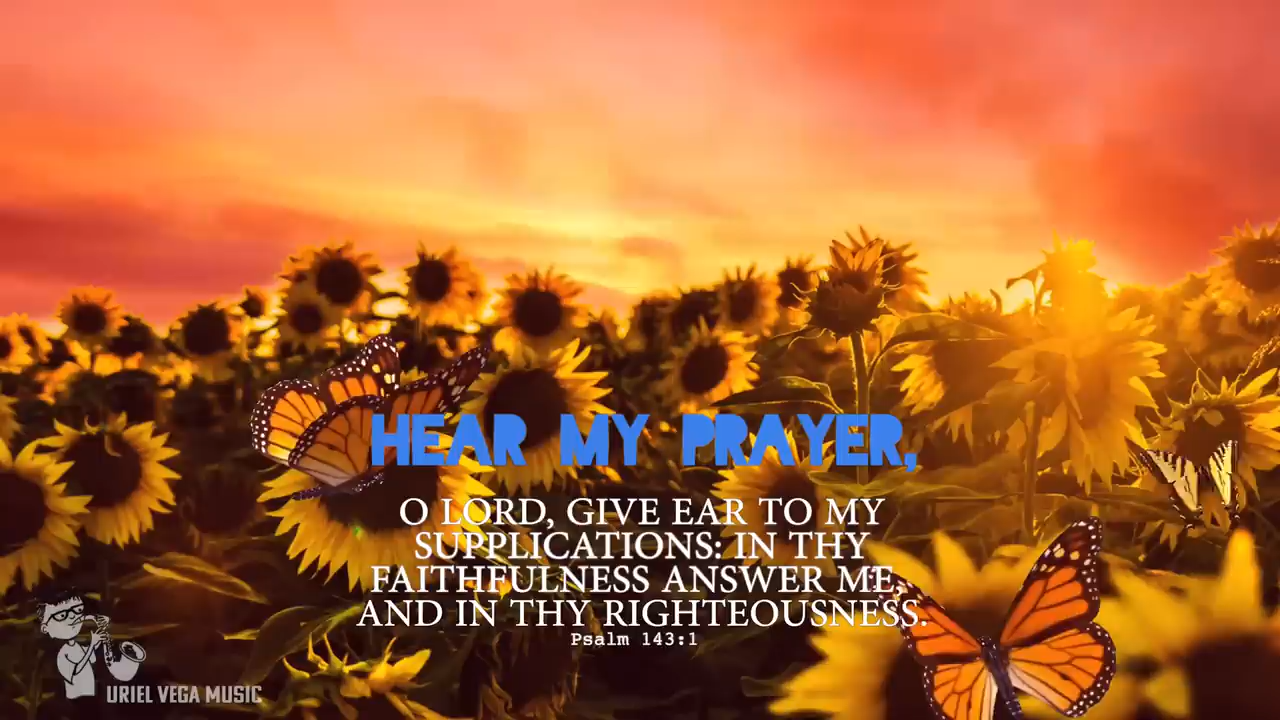 HEAR MY PRAYER,
O LORD, GIVE EAR TO MY
SUPPLICATIONS: IN THY
FAITHFULNESS ANSWER ME,
AND IN THY RIGHTEOUSNESS.
Psalm 143:1
URIEL VEGA MUSIC